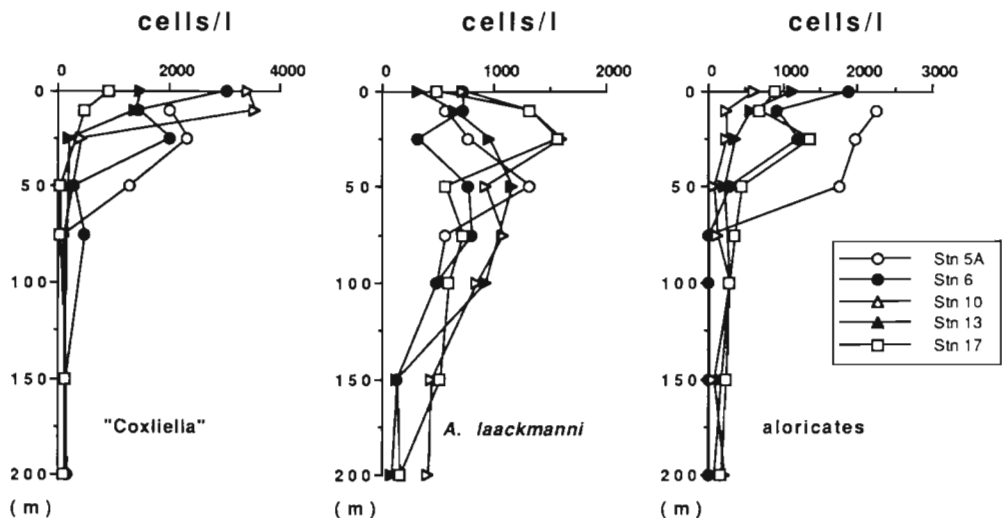 cells/l
cells/l
cells/l
0 2000 4000
0 1000 2000
0 1000 2000 3000
0
50
100
150
200
(m)
"Coxliella"
0
50
100
150
200
(m)
A. laackmanni
0
50
100
150
200
(m)
aloricates
Stn 5A
Stn 6
Stn 10
Stn 13
Stn 17